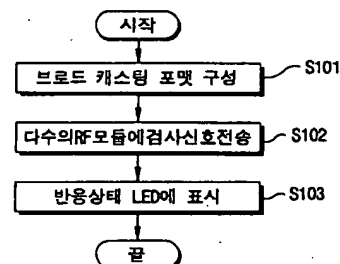 시작
브로드 캐스팅 포맷 구성
S101
다수의RF모듈에검사신호전송
S102
반응상태 LED에 표시
S103
끝